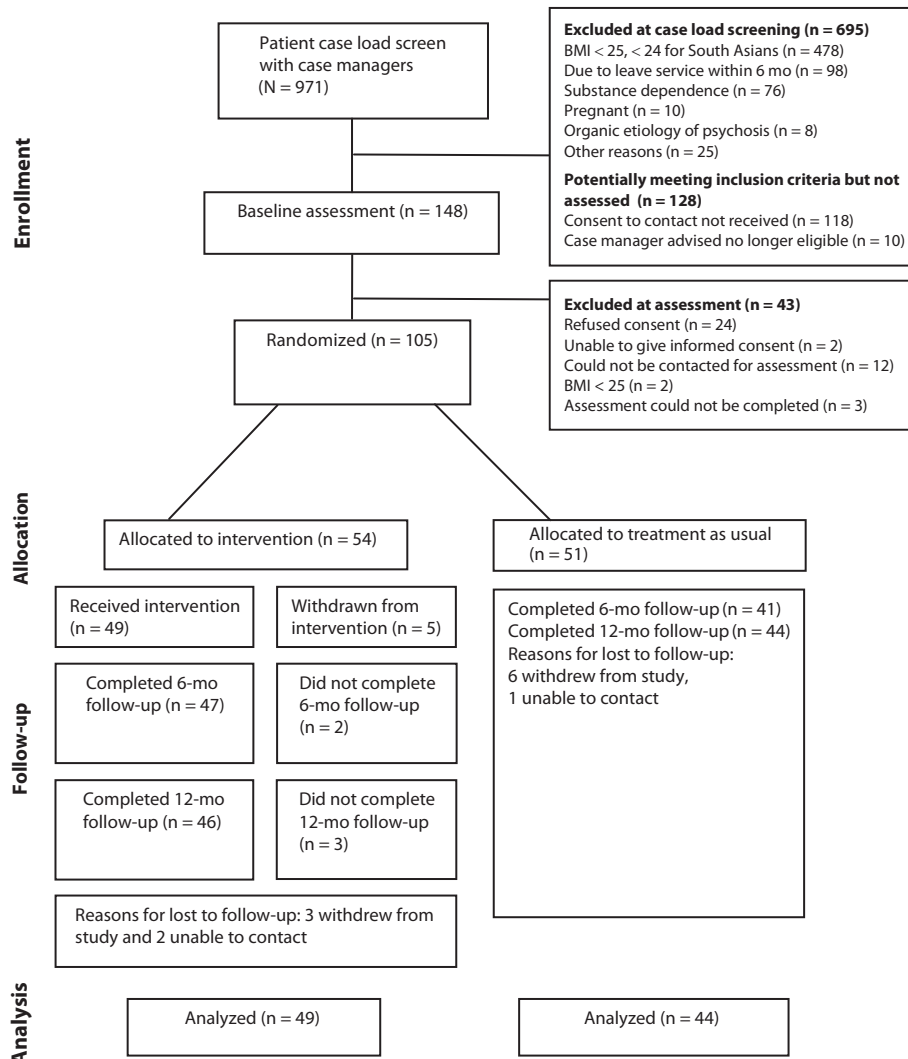 Enrollment
Patient case load screen
with case managers
(N = 971)
Excluded at case load screening (n = 695)
BMI < 25, < 24 for South Asians (n = 478)
Due to leave service within 6 mo (n = 98)
Substance dependence (n = 76)
Pregnant (n = 10)
Organic etiology of psychosis (n = 8)
Other reasons (n = 25)
Potentially meeting inclusion criteria but not
assessed (n = 128)
Consent to contact not received (n = 118)
Case manager advised no longer eligible (n = 10)
Baseline assessment (n = 148)
Excluded at assessment (n = 43)
Refused consent (n = 24)
Unable to give informed consent (n = 2)
Could not be contacted for assessment (n = 12)
BMI < 25 (n = 2)
Assessment could not be completed (n = 3)
Randomized (n = 105)
Allocation
Allocated to intervention (n = 54)
Allocated to treatment as usual
(n = 51)
Follow-up
Received intervention
(n = 49)
Withdrawn from
intervention (n = 5)
Completed 6-mo
follow-up (n = 47)
Did not complete
6-mo follow-up
(n = 2)
Completed 12-mo
follow-up (n = 46)
Did not complete
12-mo follow-up
(n = 3)
Reasons for lost to follow-up: 3 withdrew from
study and 2 unable to contact
Completed 6-mo follow-up (n = 41)
Completed 12-mo follow-up (n = 44)
Reasons for lost to follow-up:
6 withdrew from study,
1 unable to contact
Analysis
Analyzed (n = 49)
Analyzed (n = 44)